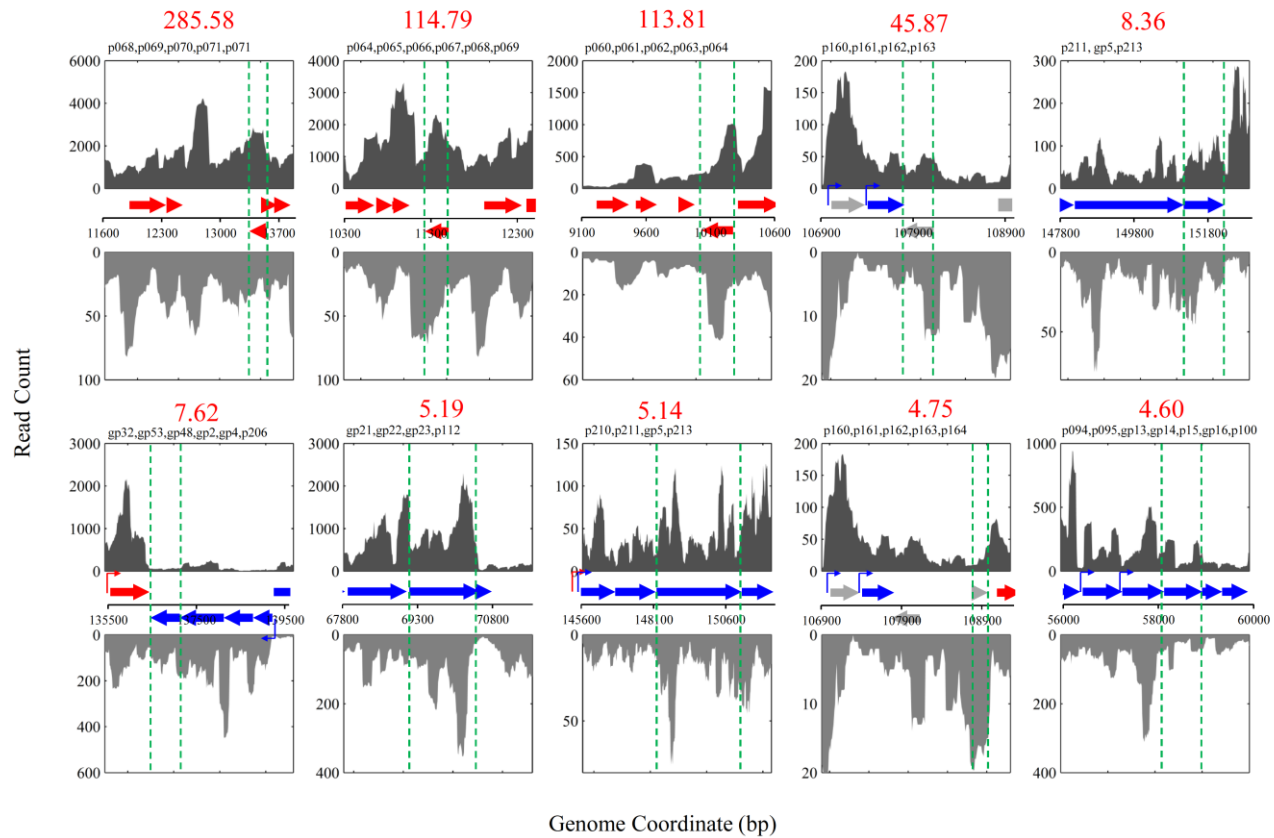 285.58 114.79 113.81 45.87 8.36
p068,p069,p070,p071,p071 p064,p065,p066,p067,p068,p069 p060,p061,p062,p063,p064 p160,p161,p162,p163 p211, gp5,p213
6000 4000 2000 0
4000 3000 2000 1000 0
1500 1000 500 0
200 150 100 50 0
300 200 100 0
11600 12300 13000 13700
10300 11300 12300
9100 9600 10100 10600
106900 107900 108900
147800 149800 151800
0 50 100
0 50 100
0 20 40 60
0 10 20
0 50
Read Count
7.62 5.19 5.14 4.75 4.60
gp32,gp53,gp48,gp2,gp4,p206 gp21,gp22,gp23,p112 p210,p211,gp5,p213 p160,p161,p162,p163,p164 p094,p095,gp13,gp14,p15,gp16,p100
3000 2000 1000 0
3000 2000 1000 0
150 100 50 0
200 150 100 50 0
1000 500 0
135500 139500
67800 69300 70800
145600 148100 150600
106900 107900 108900
56000 58000 60000
0 200 400 600
0 200 400
0 50
0 10 20
0 200 400
Genome Coordinate (bp)